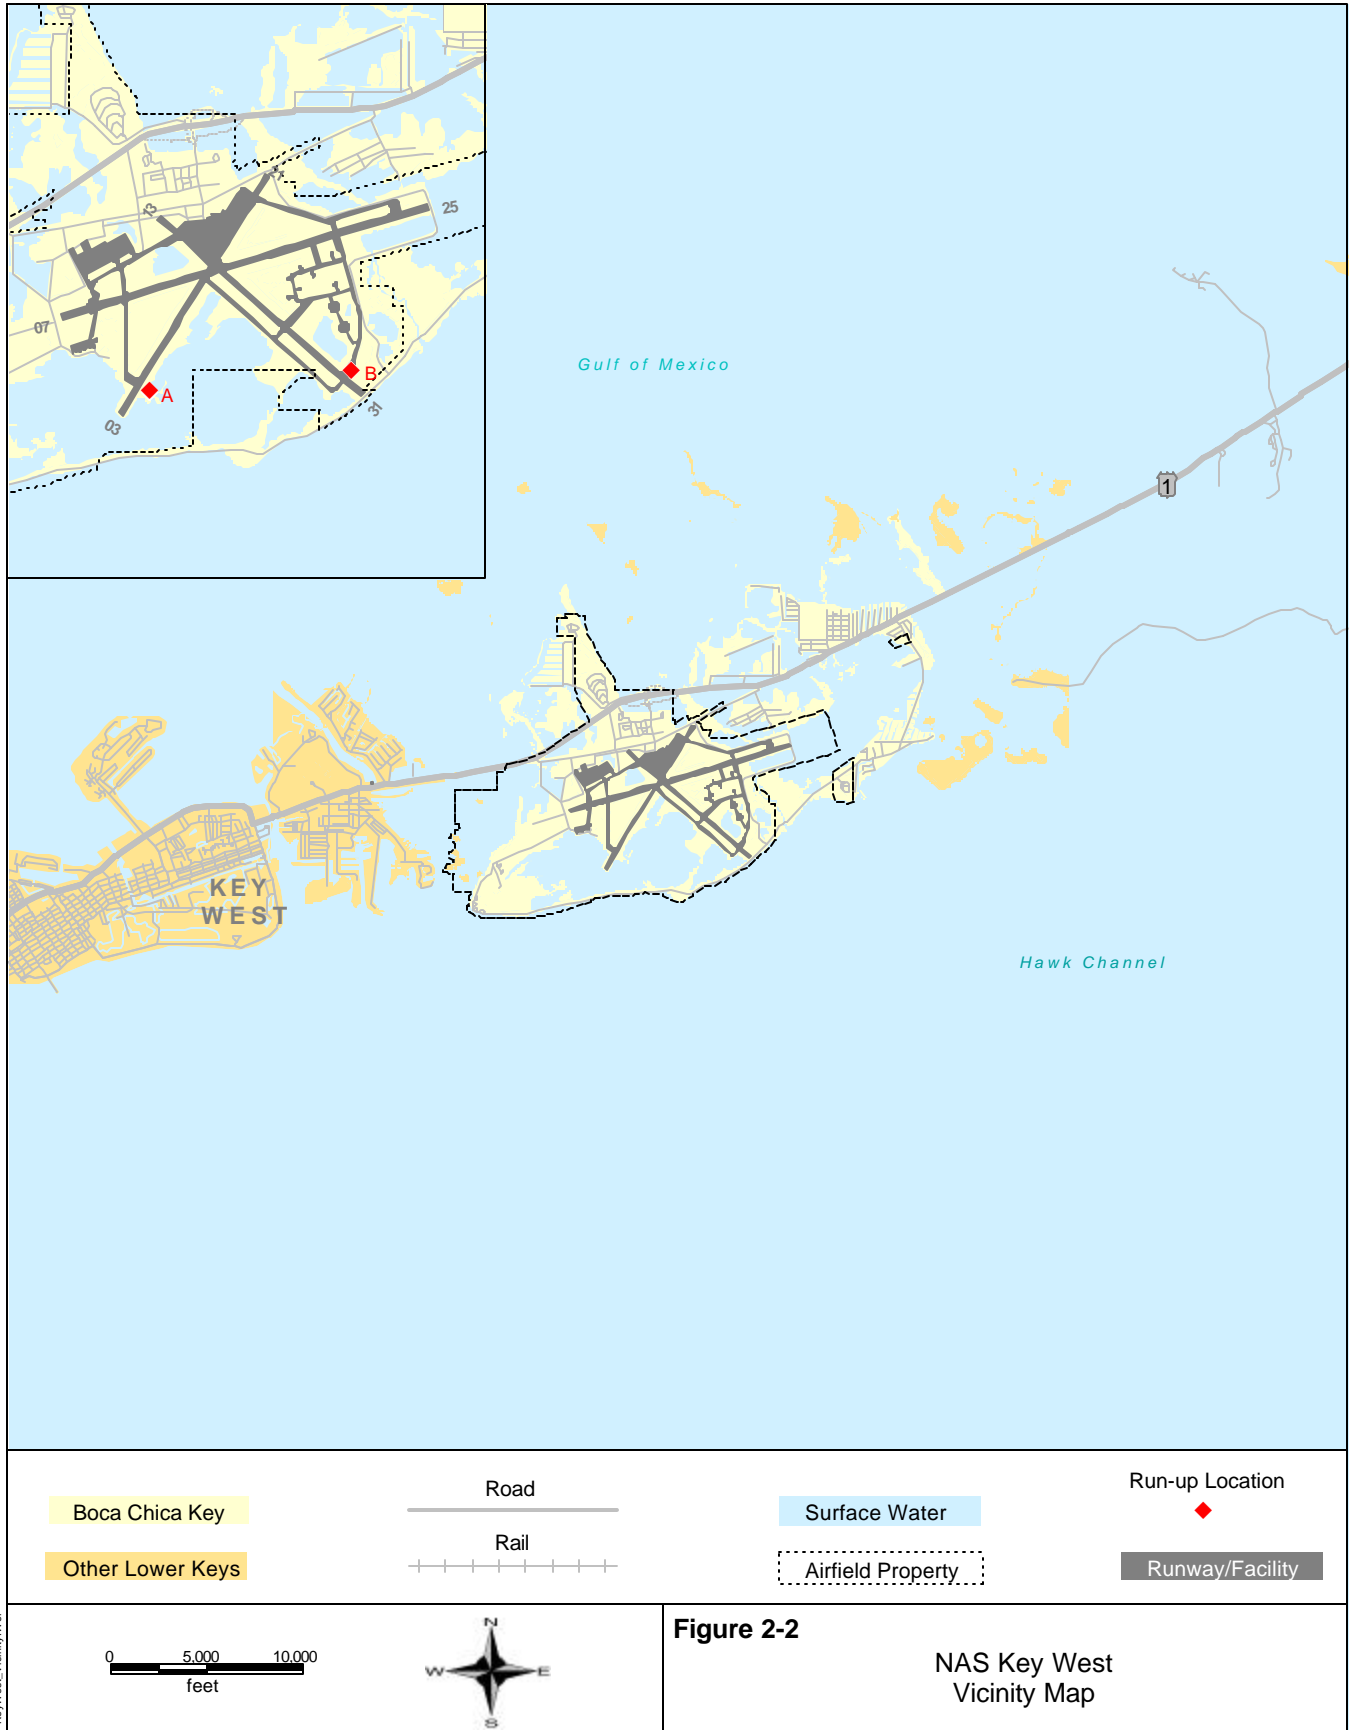 13
25
07
A
B
03
31
Gulf of Mexico
1
KEY
WEST
Hawk Channel
Boca Chica Key
Other Lower Keys
Road
Rail
Surface Water
Airfield Property
Run-up Location
Runway/Facility
0 5,000 10,000
feet
N
W E
S
Figure 2-2
NAS Key West
Vicinity Map